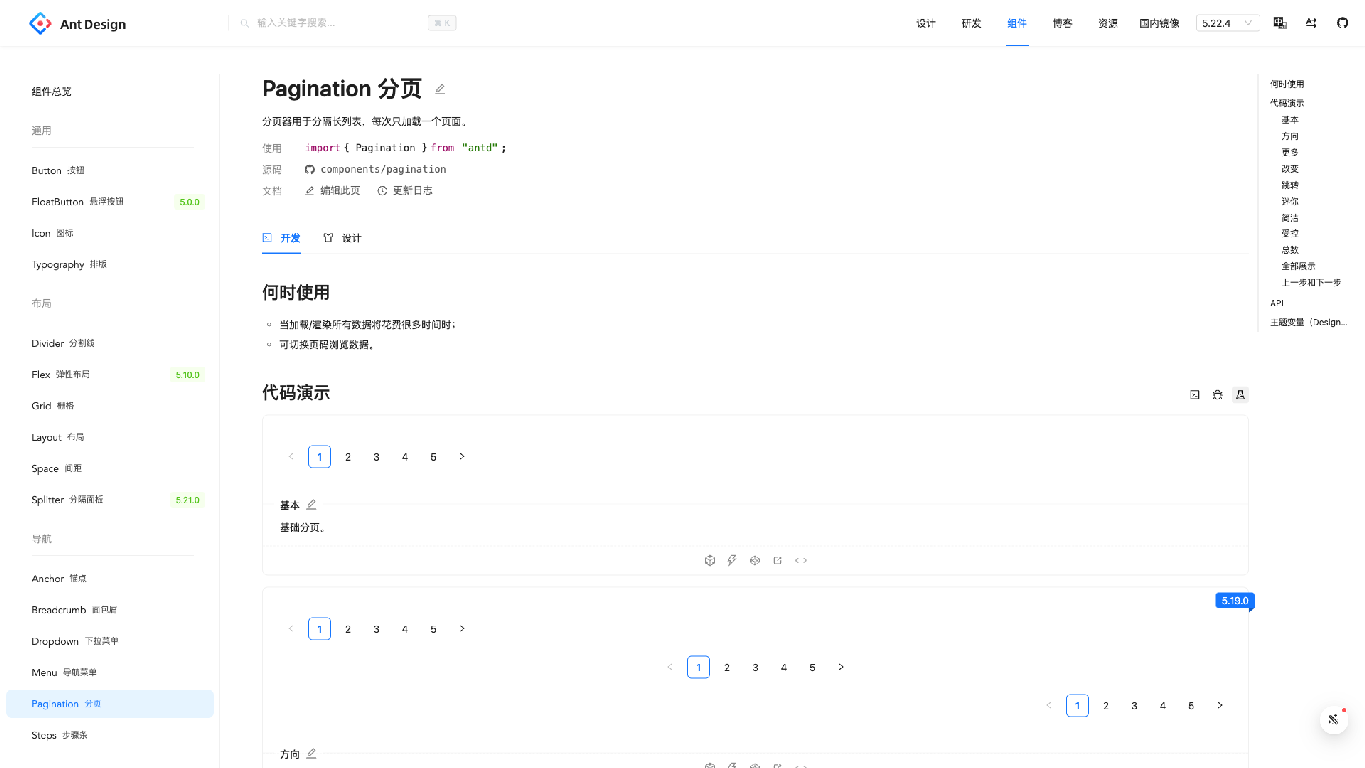 Ant Design
输入关键字搜索...
⌘ K
设计
研发
组件
博客
资源
国内镜像
5.22.4
组件总览
通用
Button 按钮
FloatButton 悬浮按钮 5.0.0
Icon 图标
Typography 排版
布局
Divider 分割线
Flex 弹性布局 5.10.0
Grid 栅格
Layout 布局
Space 间距
Splitter 分隔面板 5.21.0
导航
Anchor 锚点
Breadcrumb 面包屑
Dropdown 下拉菜单
Menu 导航菜单
Pagination 分页
Steps 步骤条
Pagination 分页
分页器用于分隔长列表，每次只加载一个页面。
使用 import { Pagination } from "antd";
源码 components/pagination
文档 编辑此页 更新日志
开发 设计
何时使用
当加载/渲染所有数据将花费很多时间时；
可切换页码浏览数据。
代码演示
1 2 3 4 5
基本
基础分页。
5.19.0
1 2 3 4 5
1 2 3 4 5
1 2 3 4 5
方向
何时使用
代码演示
基本
方向
更多
改变
跳转
迷你
简洁
受控
总数
全部展示
上一步和下一步
API
主题变量（Design...